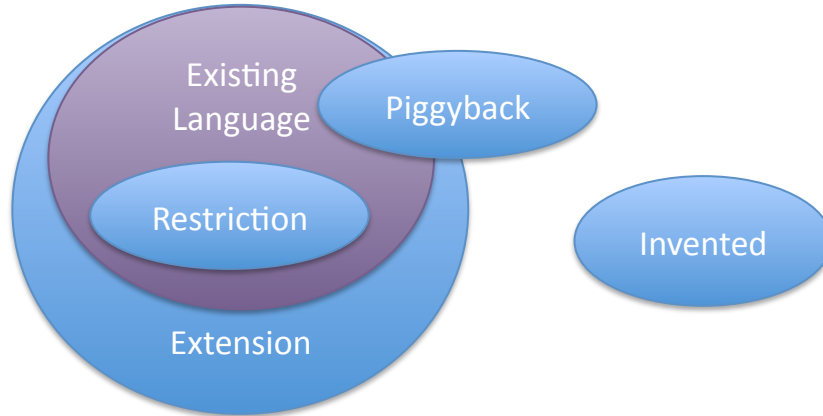 Existing
Language
Piggyback
Restriction
Invented
Extension